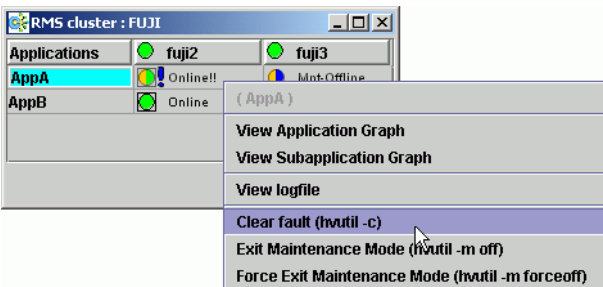 RMS cluster : FUJI
Applications fuji2 fuji3
AppA Online!! Mnt-Offline
AppB Online
( AppA )
View Application Graph
View Subapplication Graph
View logfile
Clear fault (hvutil -c)
Exit Maintenance Mode (hvutil -m off)
Force Exit Maintenance Mode (hvutil -m forceoff)